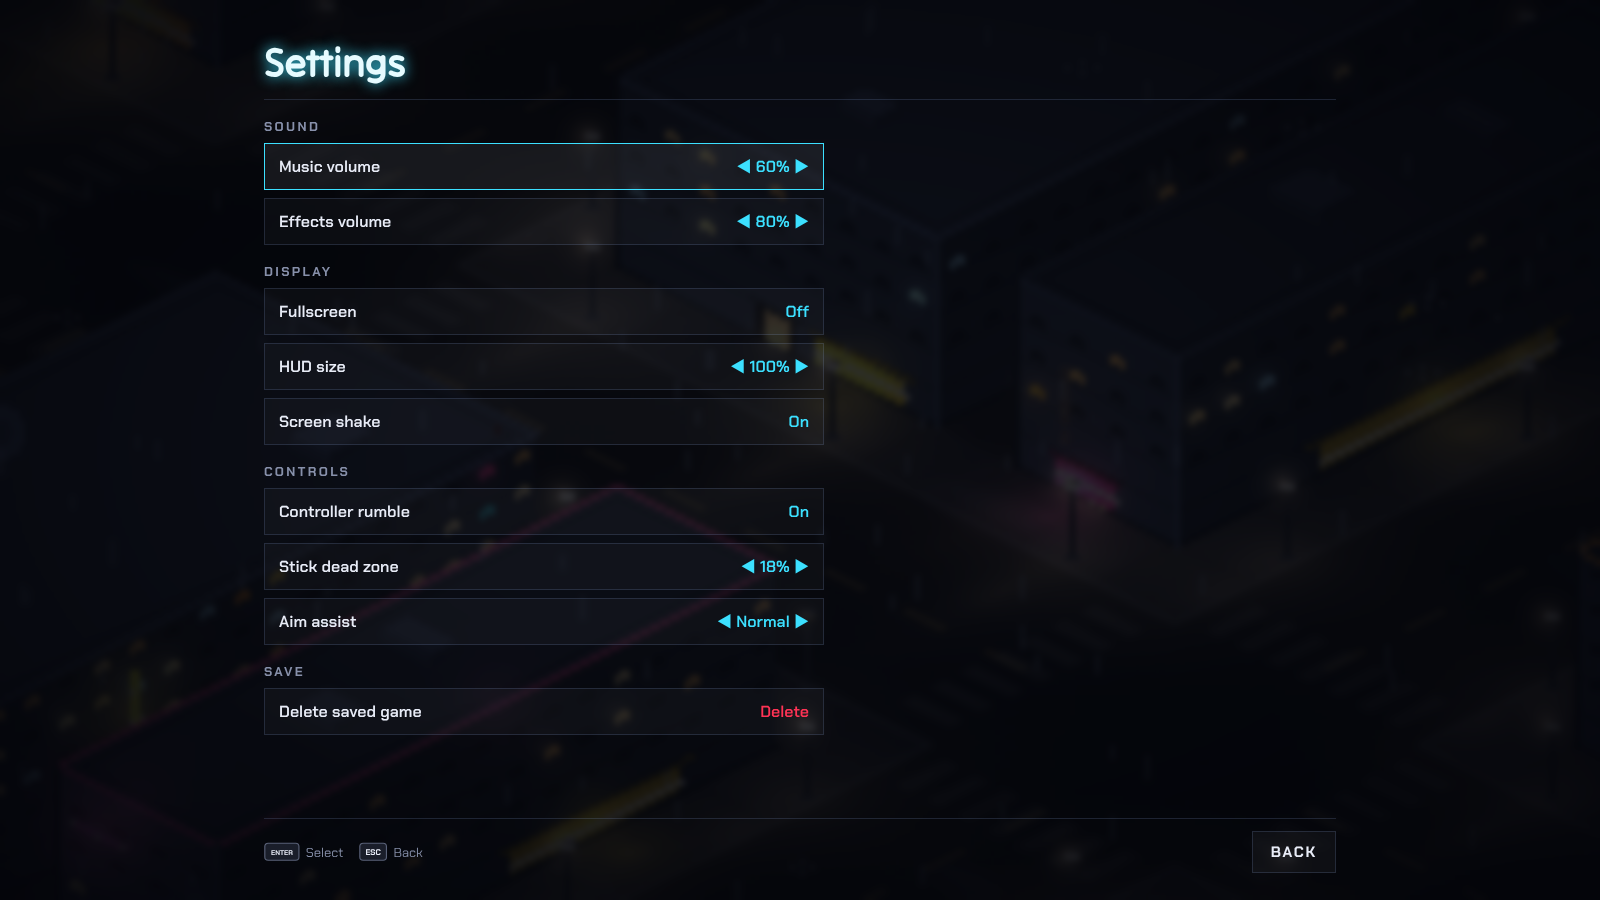 Settings
SOUND
Music volume ◀ 60% ▶
Effects volume ◀ 80% ▶
DISPLAY
Fullscreen Off
HUD size ◀ 100% ▶
Screen shake On
CONTROLS
Controller rumble On
Stick dead zone ◀ 18% ▶
Aim assist ◀ Normal ▶
SAVE
Delete saved game Delete
ENTER Select ESC Back BACK